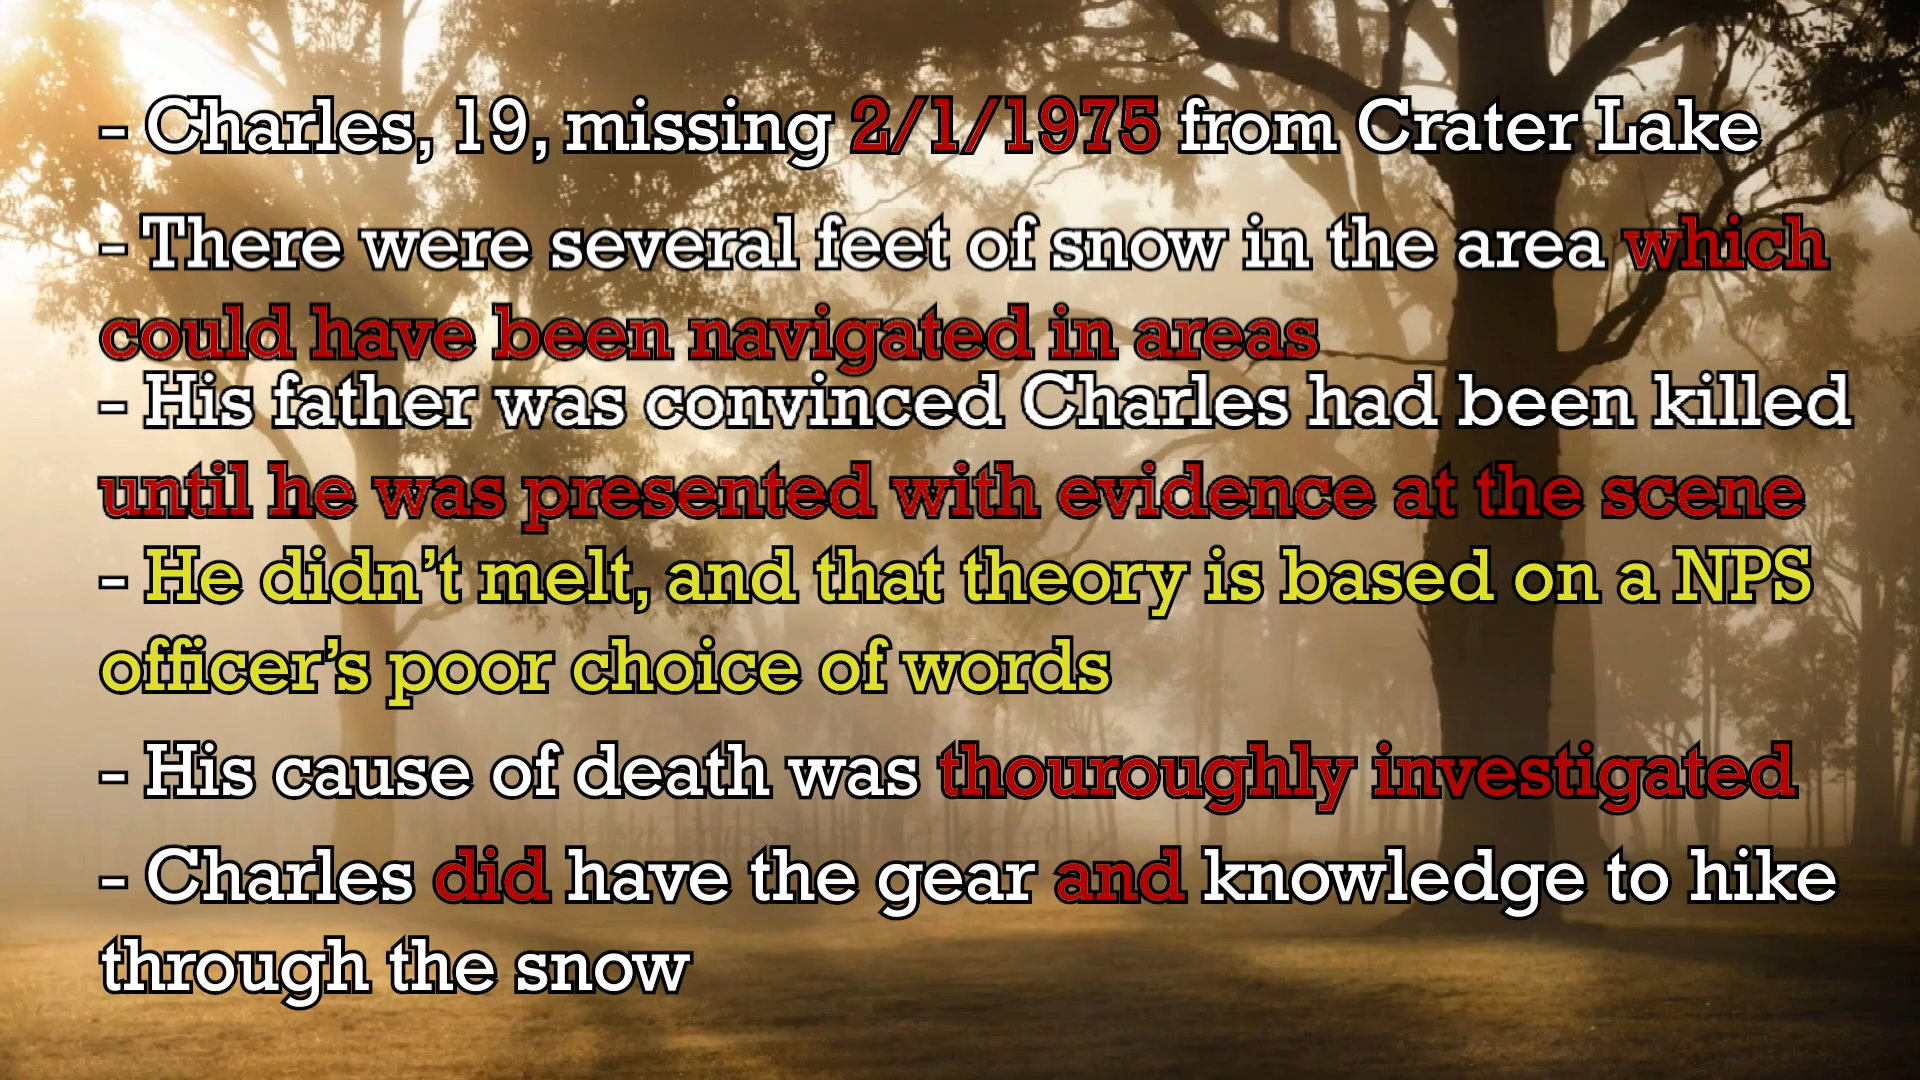 - Charles, 19, missing 2/1/1975 from Crater Lake
- There were several feet of snow in the area which
could have been navigated in areas
- His father was convinced Charles had been killed
until he was presented with evidence at the scene
- He didn’t melt, and that theory is based on a NPS
officer’s poor choice of words
- His cause of death was thouroughly investigated
- Charles did have the gear and knowledge to hike
through the snow